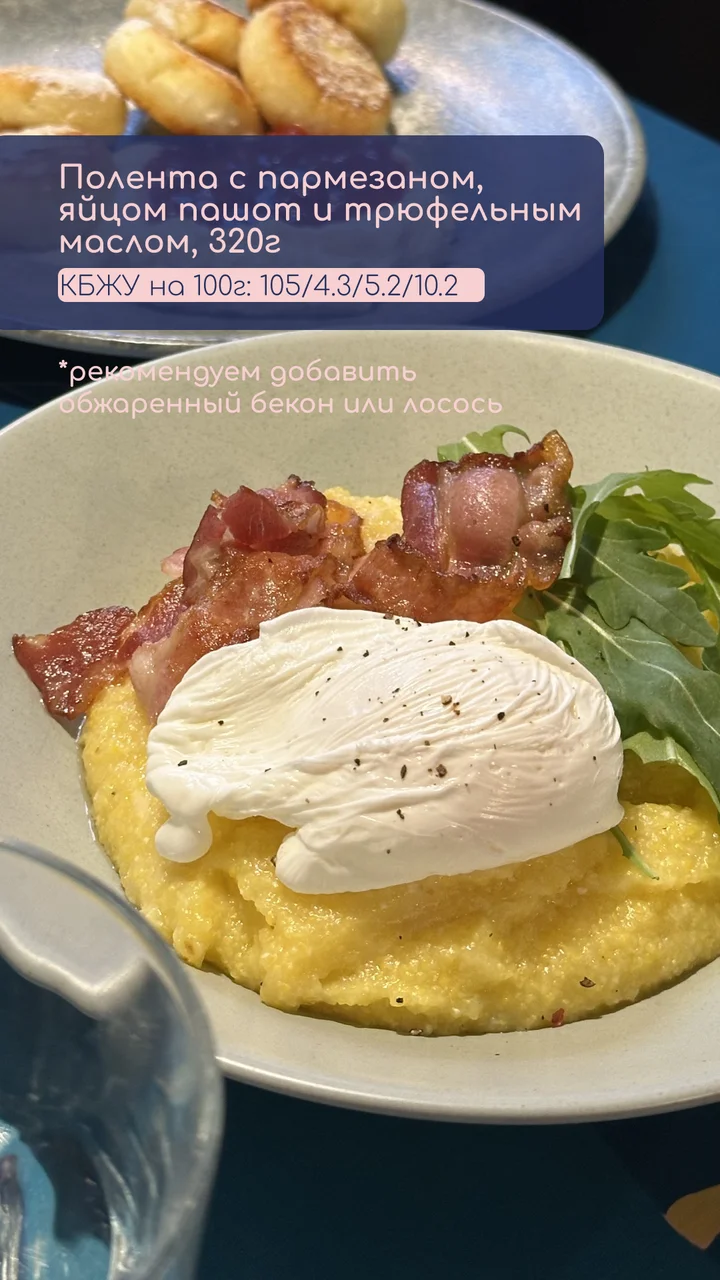 Полента с пармезаном,
яйцом пашот и трюфельным
маслом, 320г
КБЖУ на 100г: 105/4.3/5.2/10.2
*рекомендуем добавить
обжаренный бекон или лосось